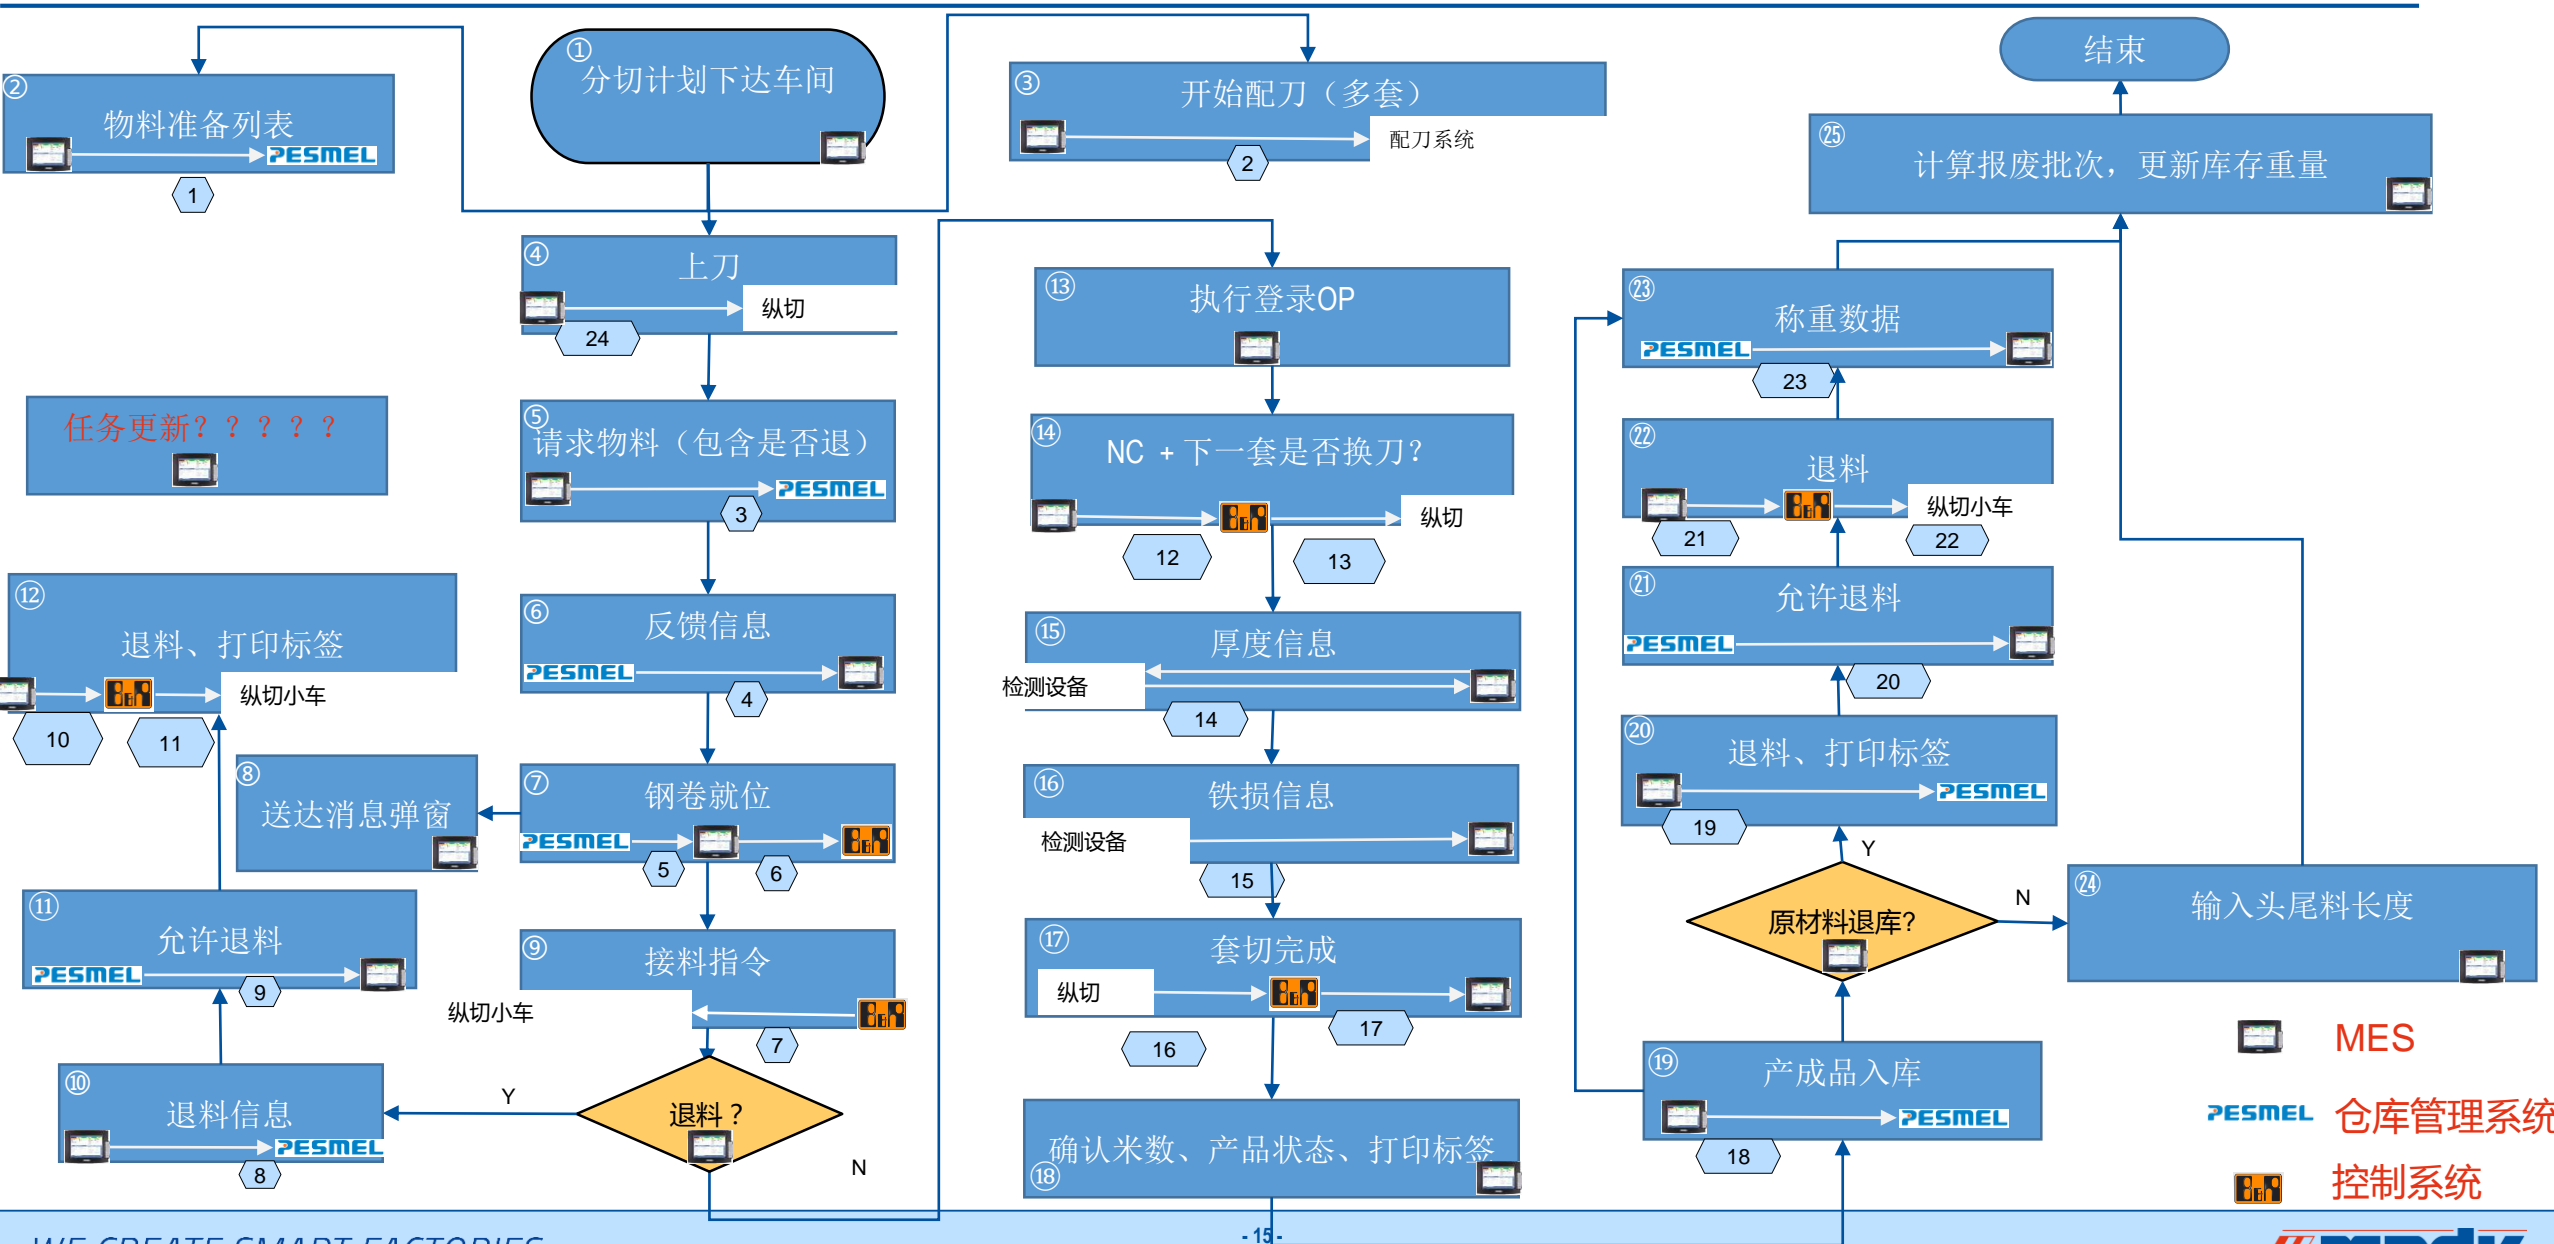 ①
分切计划下达车间
②
物料准备列表
PESMEL
1
③
开始配刀（多套）
配刀系统
2
④
上刀
纵切
24
任务更新？？？？？
⑤
请求物料（包含是否退）
PESMEL
3
⑥
反馈信息
PESMEL
4
⑦
钢卷就位
PESMEL
B&R
5
6
⑧
送达消息弹窗
⑨
接料指令
纵切小车
B&R
7
退料？
Y
N
⑩
退料信息
PESMEL
8
⑪
允许退料
PESMEL
9
⑫
退料、打印标签
B&R
纵切小车
10
11
⑬
执行登录OP
⑭
NC +下一套是否换刀?
B&R
纵切
12
13
⑮
厚度信息
检测设备
14
⑯
铁损信息
检测设备
15
⑰
套切完成
纵切
B&R
16
17
确认米数、产品状态、打印标签
⑱
⑲
产成品入库
PESMEL
18
原材料退库?
Y
N
⑳
退料、打印标签
PESMEL
19
㉑
允许退料
PESMEL
20
㉒
退料
B&R
纵切小车
21
22
㉓
称重数据
PESMEL
23
㉔
输入头尾料长度
㉕
计算报废批次，更新库存重量
结束
MES
PESMEL 仓库管理系统
B&R 控制系统
WE CREATE SMART FACTORIES
- 15 -